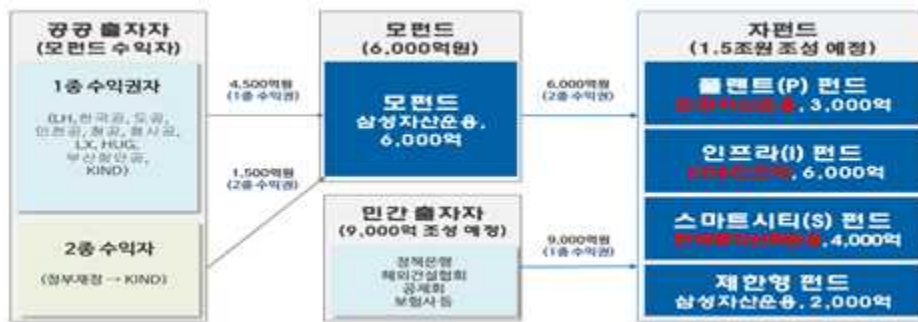 공공 출자자
(모펀드 수익자)
1종 수익권자
(LH, 한국공, 도공,
인천공, 철공, 
LX, HUG,
부산항만공,
KIND)
2종 수익자
(정부재정 → KIND)
4,500억원
(1종 수익권)
1,500억원
(2종 수익권)
모펀드
(6,000억원)
모펀드
삼성자산운용,
6,000억
민간 출자자
(9,000억 조성 예정)
정책은행
해외건설협회
공제회
보험사 등
6,000억원
(2종 수익권)
9,000억원
(1종 수익권)
자펀드
(1.5조원 조성 예정)
플랜트(P) 펀드
, 3,000억
인프라(I) 펀드
, 6,000억
스마트시티(S) 펀드
, 4,000억
제한형 펀드
삼성자산운용, 2,000억